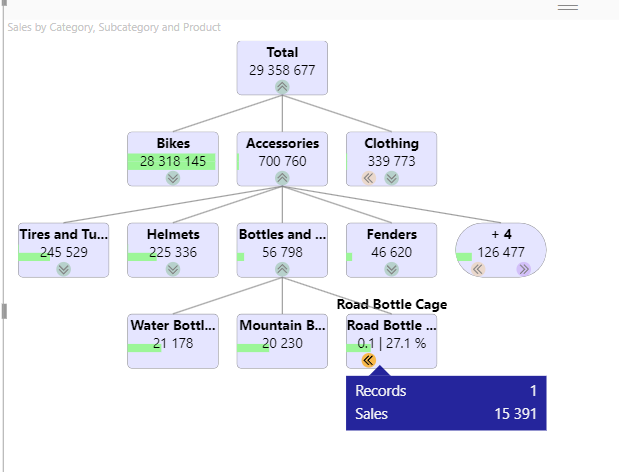 Sales by Category, Subcategory and Product
Total
29 358 677
Bikes
28 318 145
Accessories
700 760
Clothing
339 773
Tires and Tu...
245 529
Helmets
225 336
Bottles and ...
56 798
Fenders
46 620
+ 4
126 477
Road Bottle Cage
Water Bottl...
21 178
Mountain B...
20 230
Road Bottle ...
0.1 | 27.1 %
Records 1
Sales 15 391